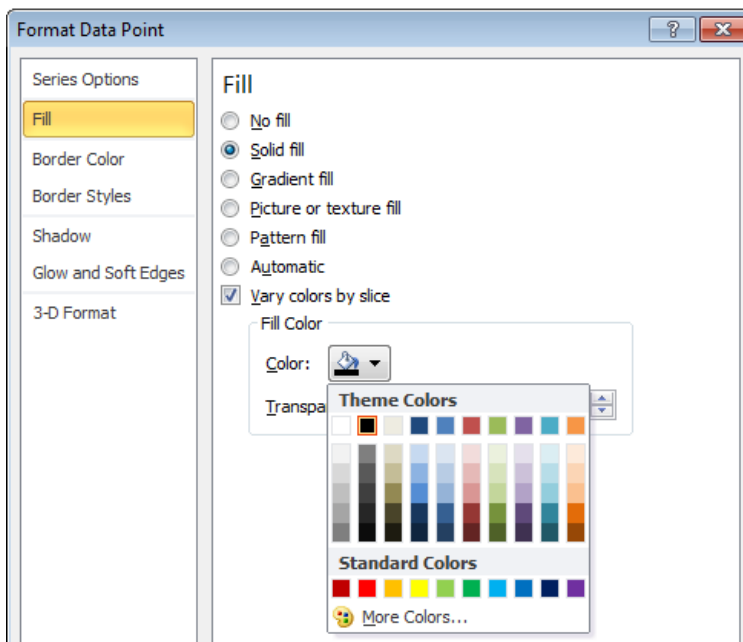 Format Data Point
Series Options
Fill
Border Color
Border Styles
Shadow
Glow and Soft Edges
3-D Format
Fill
No fill
Solid fill
Gradient fill
Picture or texture fill
Pattern fill
Automatic
Vary colors by slice
Fill Color
Color:
Transpa
Theme Colors
Standard Colors
More Colors...